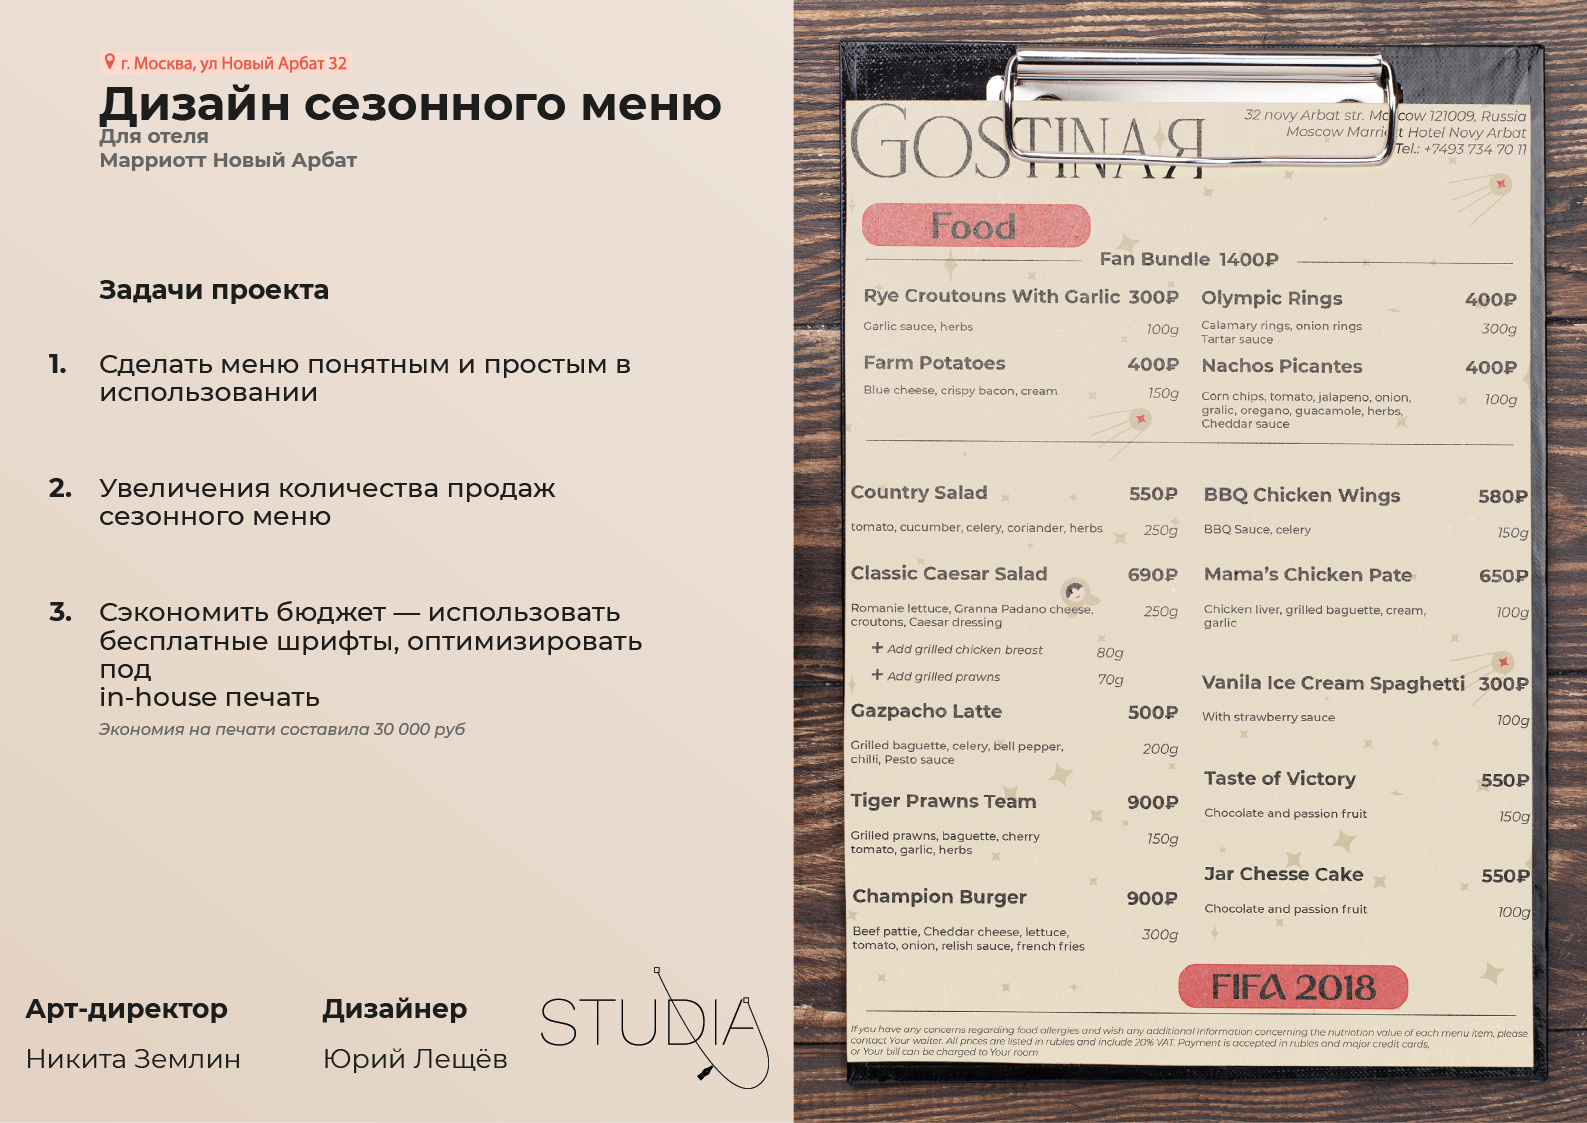 г. Москва, ул Новый Арбат 32
Дизайн сезонного меню
Для отеля
Марриотт Новый Арбат
Задачи проекта
1. Сделать меню понятным и простым в
использовании
2. Увеличения количества продаж
сезонного меню
3. Сэкономить бюджет — использовать
бесплатные шрифты, оптимизировать
под
in-house печать
Экономия на печати составила 30 000 руб
Арт-директор
Никита Землин
Дизайнер
Юрий Лещёв
STUDIA
GOSTINAЯ
32 novy Arbat str. Moscow 121009, Russia
Moscow Marriott Hotel Novy Arbat
Tel.: +7493 734 70 11
Food
Fan Bundle 1400₽
Rye Croutouns With Garlic 300₽
Garlic sauce, herbs 100g
Farm Potatoes 400₽
Blue cheese, crispy bacon, cream 150g
Olympic Rings 400₽
Calamary rings, onion rings 300g
Tartar sauce
Nachos Picantes 400₽
Corn chips, tomato, jalapeno, onion, 100g
gralic, oregano, guacamole, herbs,
Cheddar sauce
Country Salad 550₽
tomato, cucumber, celery, coriander, herbs 250g
Classic Caesar Salad 690₽
Romanie lettuce, Granna Padano cheese, 250g
croutons, Caesar dressing
+ Add grilled chicken breast 80g
+ Add grilled prawns 70g
Gazpacho Latte 500₽
Grilled baguette, celery, bell pepper, 200g
chilli, Pesto sauce
Tiger Prawns Team 900₽
Grilled prawns, baguette, cherry 150g
tomato, garlic, herbs
Champion Burger 900₽
Beef pattie, Cheddar cheese, lettuce, 300g
tomato, onion, relish sauce, french fries
BBQ Chicken Wings 580₽
BBQ Sauce, celery 150g
Mama's Chicken Pate 650₽
Chicken liver, grilled baguette, cream, 100g
garlic
Vanila Ice Cream Spaghetti 300₽
With strawberry sauce 100g
Taste of Victory 550₽
Chocolate and passion fruit 150g
Jar Chesse Cake 550₽
Chocolate and passion fruit 100g
FIFA 2018
If you have any concerns regarding food allergies and wish any additional information concerning the nutriotion value of each menu item, please
contact Your waiter. All prices are listed in rubles and include 20% VAT. Payment is accepted in rubles and major credit cards,
or Your bill can be charged to Your room